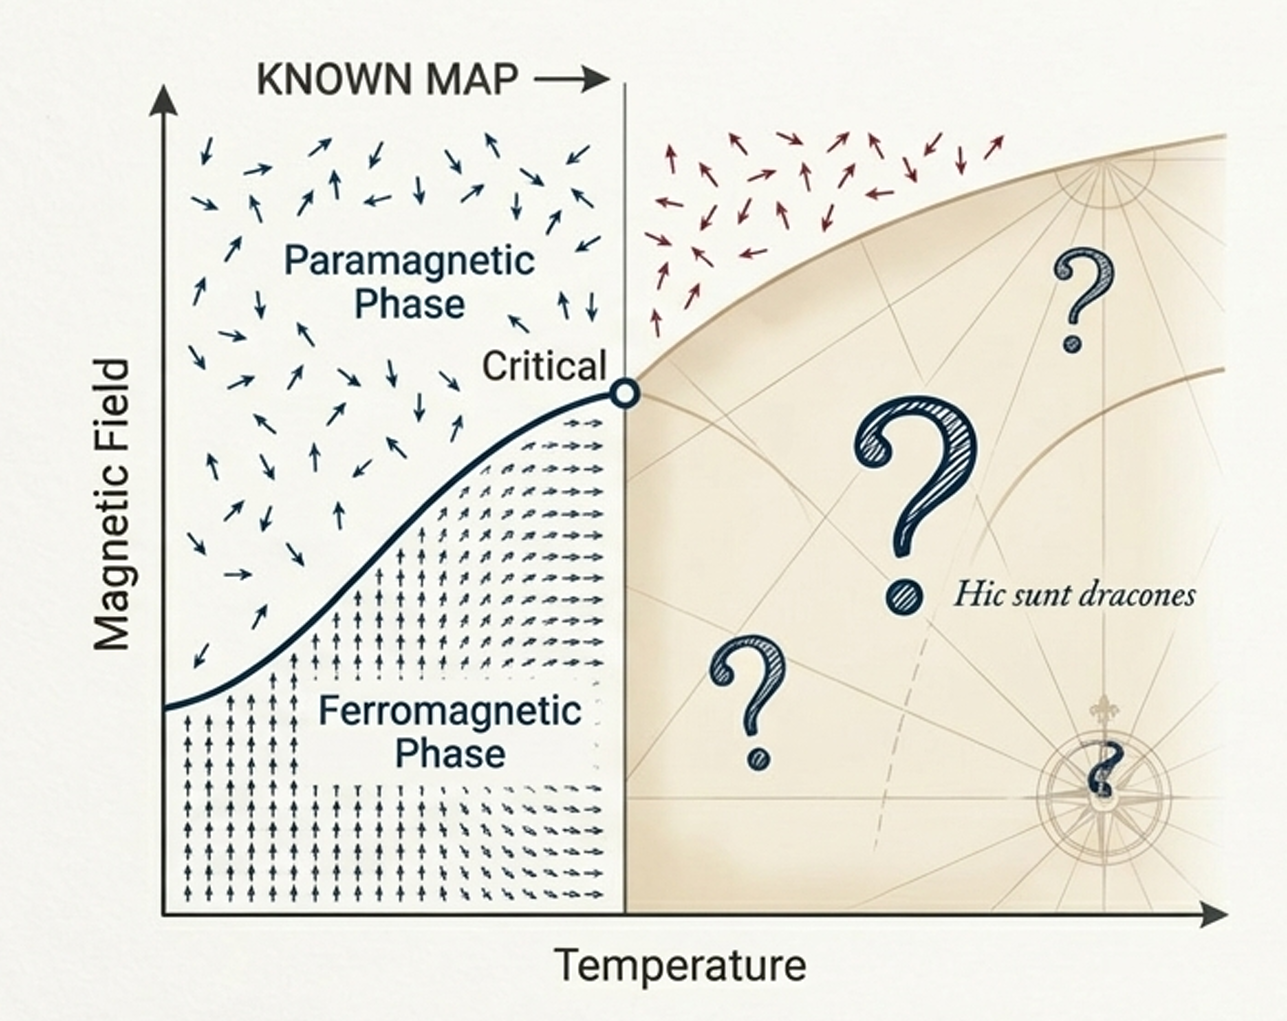 KNOWN MAP
Paramagnetic
Phase
Critical
?
?
Hic sunt dracones
?
Ferromagnetic
Phase
?
Magnetic Field
Temperature